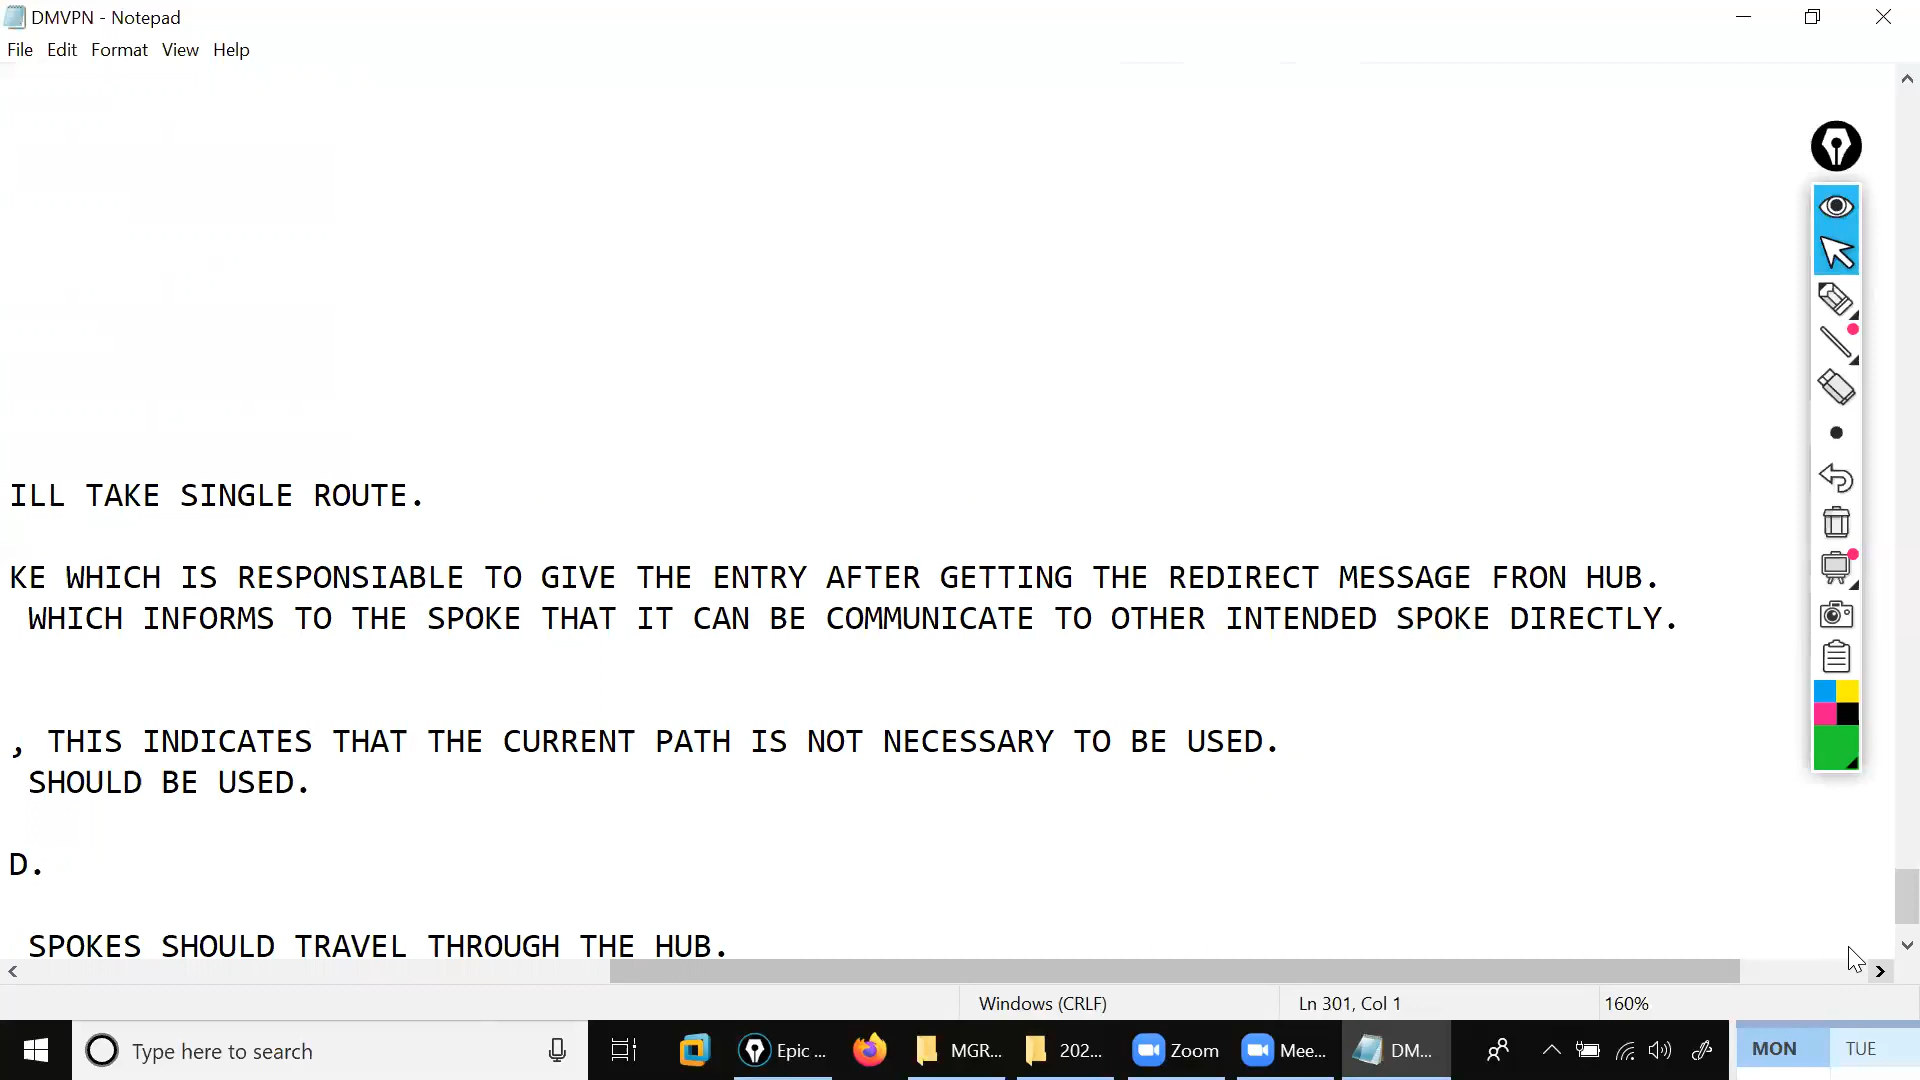 DMVPN - Notepad
File Edit Format View Help
ILL TAKE SINGLE ROUTE.
KE WHICH IS RESPONSIABLE TO GIVE THE ENTRY AFTER GETTING THE REDIRECT MESSAGE FRON HUB.
WHICH INFORMS TO THE SPOKE THAT IT CAN BE COMMUNICATE TO OTHER INTENDED SPOKE DIRECTLY.
, THIS INDICATES THAT THE CURRENT PATH IS NOT NECESSARY TO BE USED.
SHOULD BE USED.
D.
SPOKES SHOULD TRAVEL THROUGH THE HUB.
Windows (CRLF) Ln 301, Col 1 160%
Type here to search Epic ... MGR... 202... Zoom Mee... DM... MON TUE